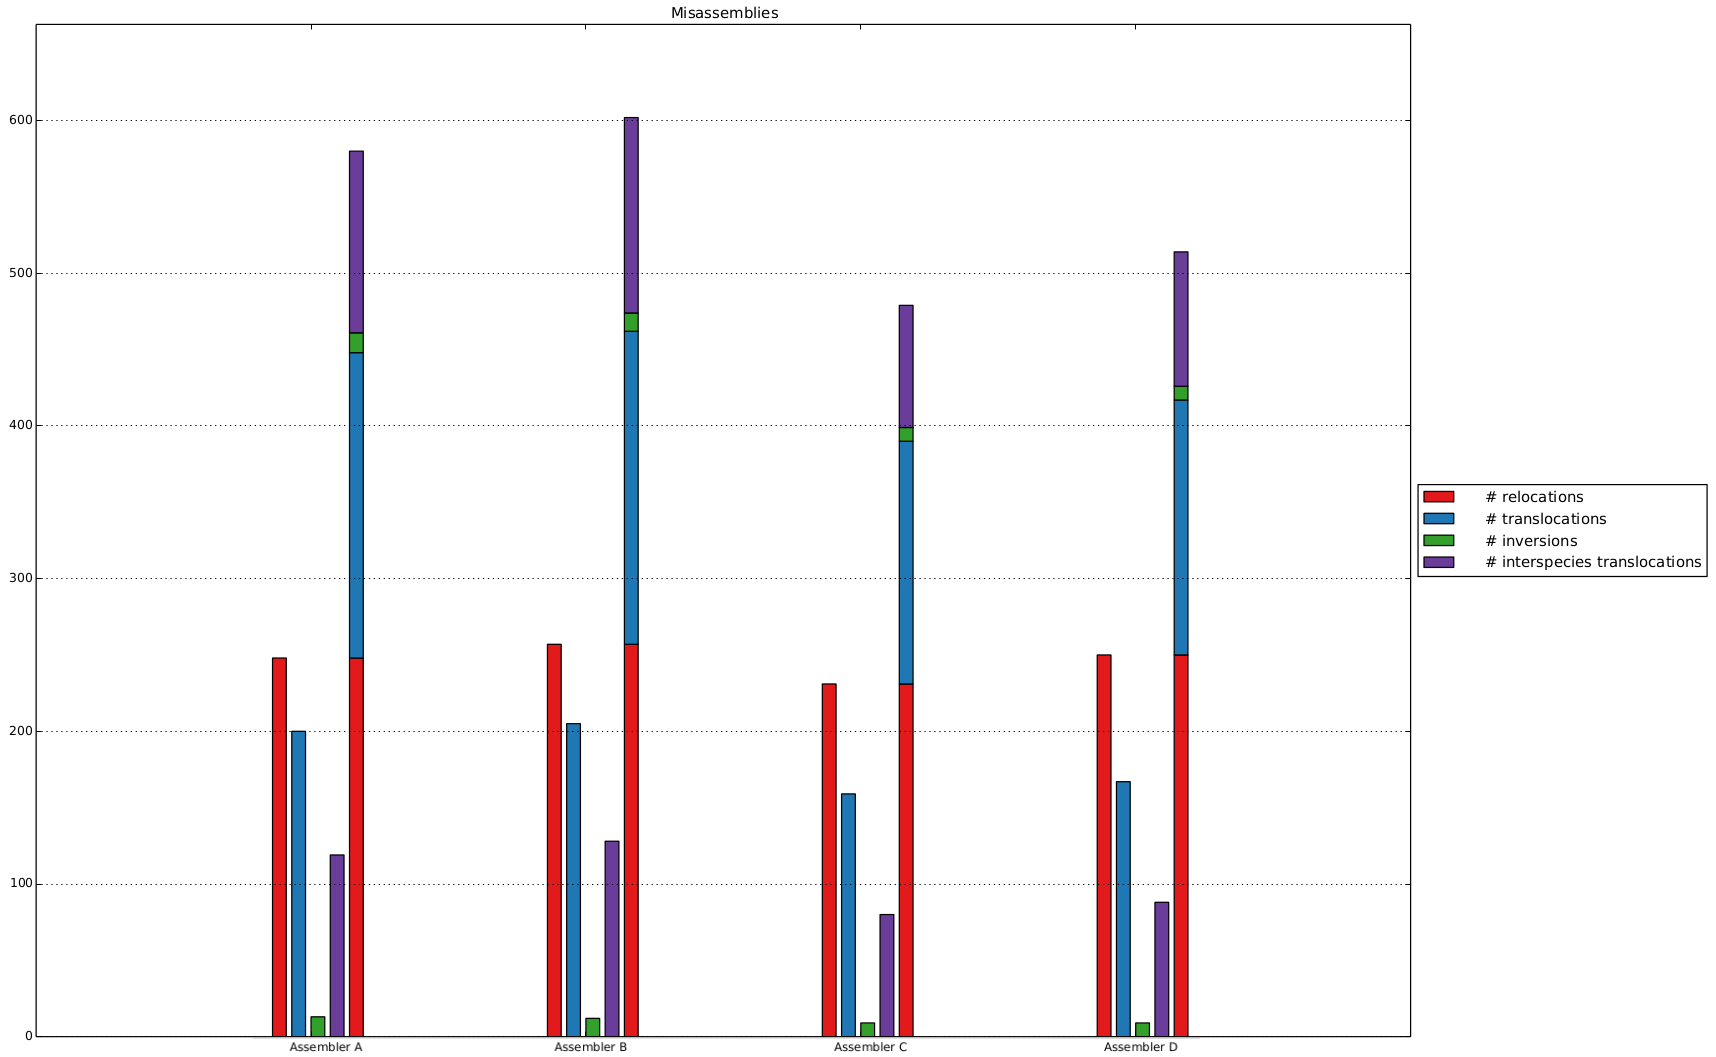 Misassemblies
600
500
400
300
200
100
0
Assembler A
Assembler B
Assembler C
Assembler D
# relocations
# translocations
# inversions
# interspecies translocations